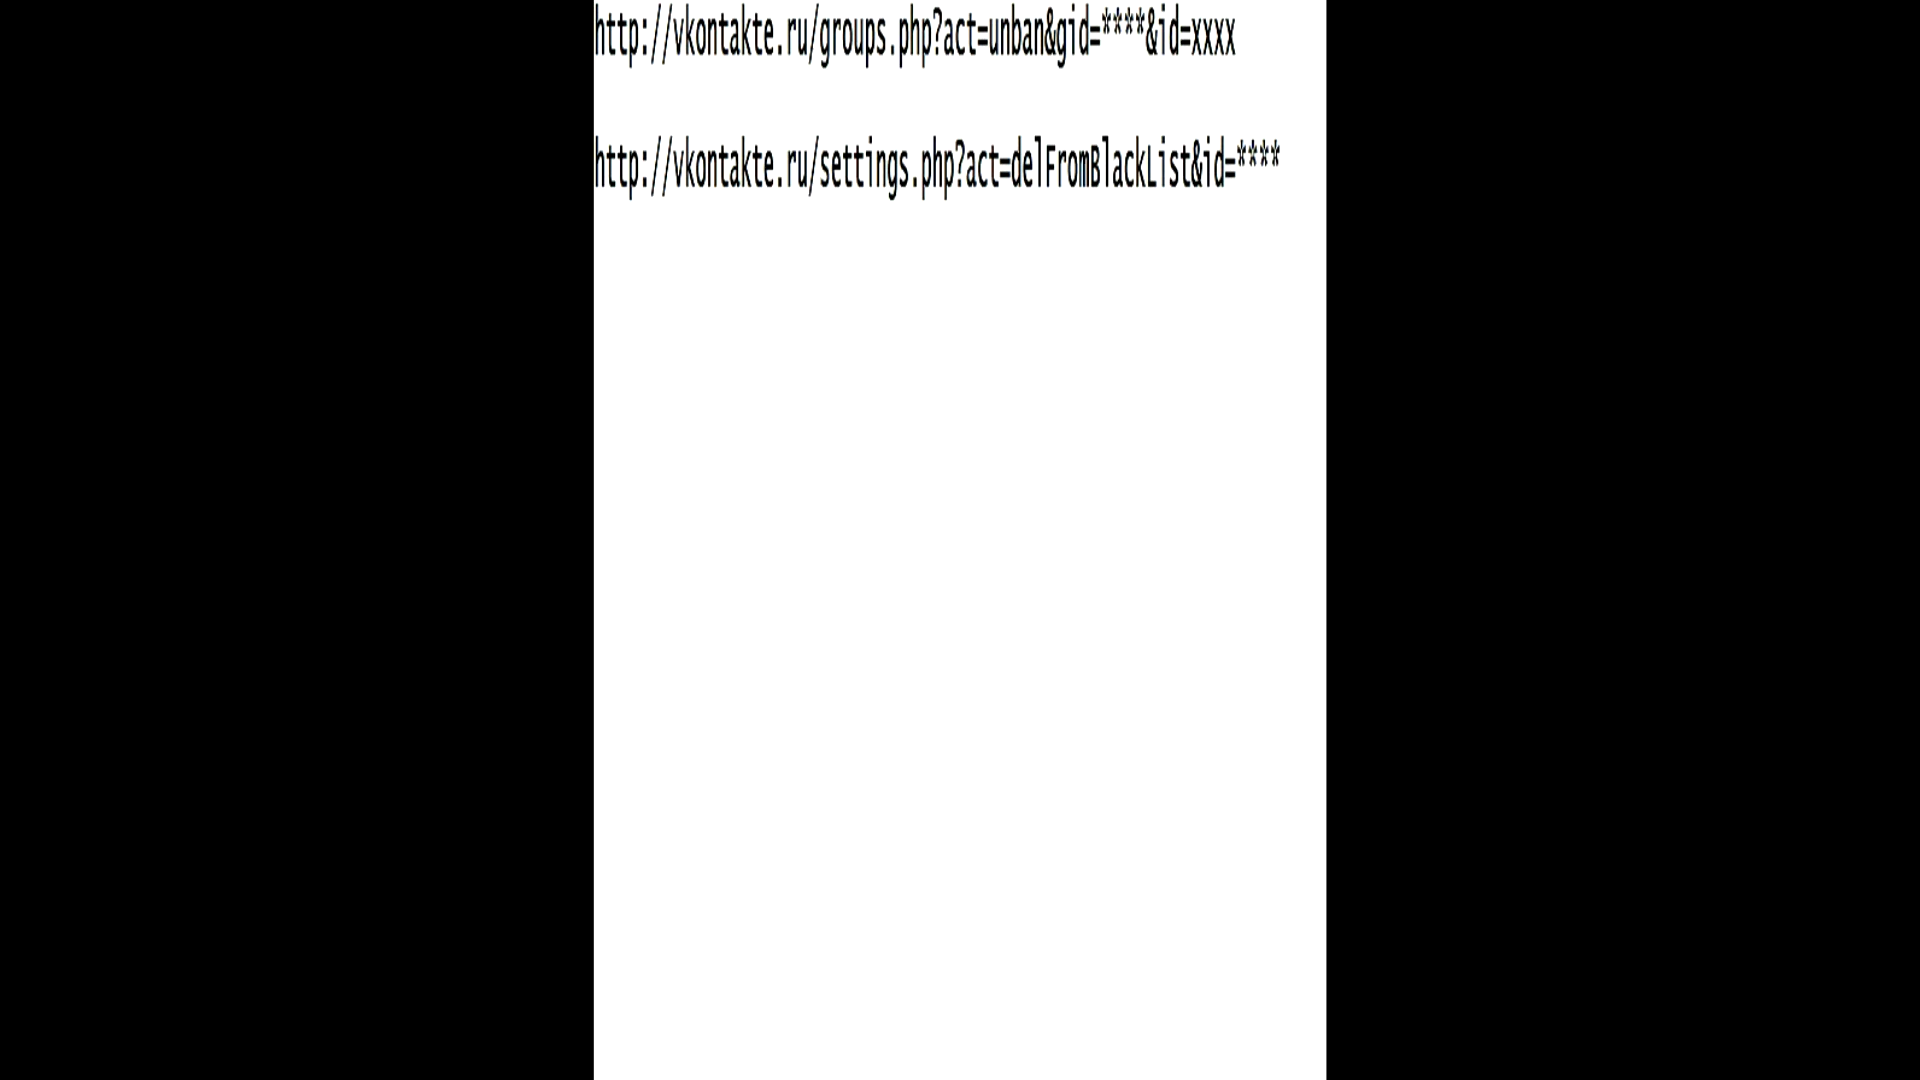 http://vkontakte.ru/groups.php?act=unban&gid=****&id=xxxx
http://vkontakte.ru/settings.php?act=delFromBlackList&id=****